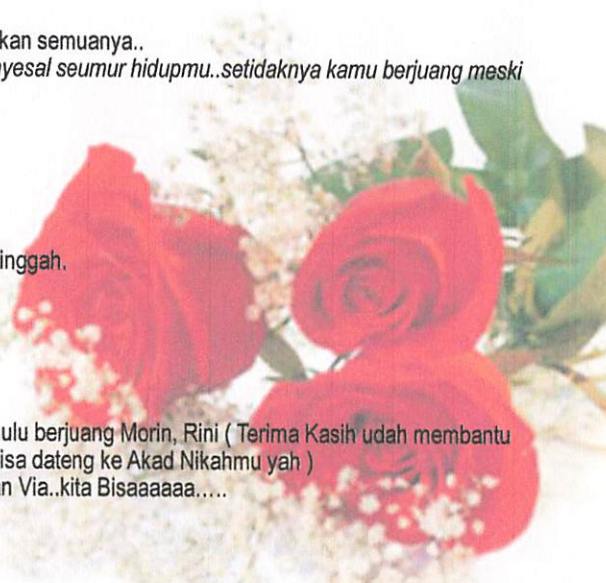 kan semuanya..
yesal seumur hidupmu..setidaknya kamu berjuang meski
inggah.
ulu berjuang Morin, Rini ( Terima Kasih udah membantu
isa dateng ke Akad Nikahmu yah )
n Via..kita Bisaaaaaa.....